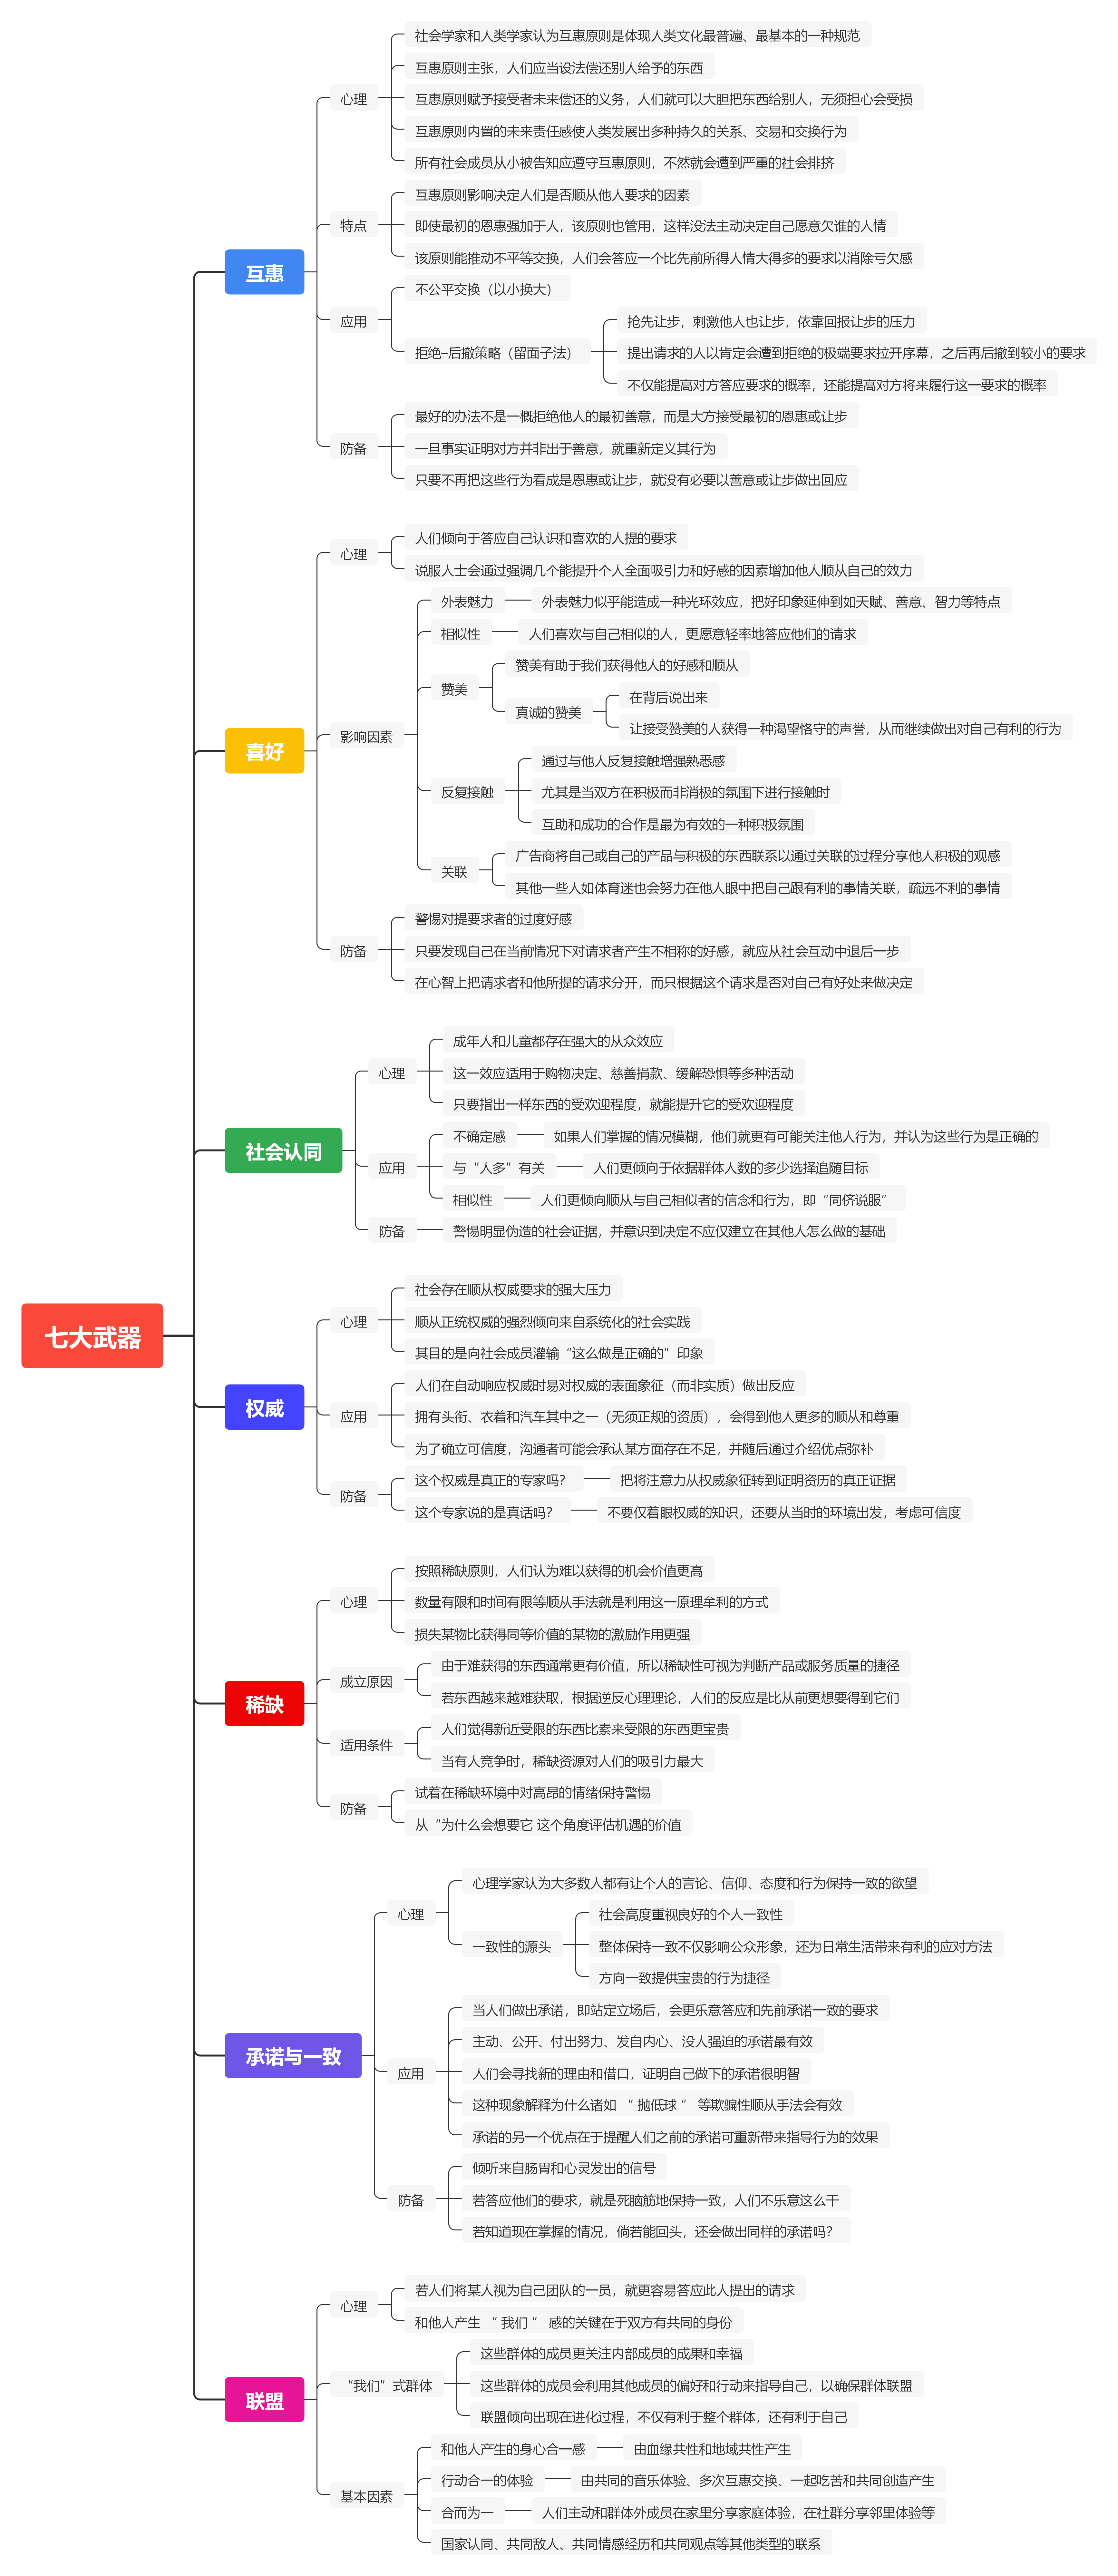 七大武器
互惠
心理
社会学家和人类学家认为互惠原则是体现人类文化最普遍、最基本的一种规范
互惠原则主张，人们应当设法偿还别人给予的东西
互惠原则赋予接受者未来偿还的义务，人们就可以大胆把东西给别人，无须担心会受损
互惠原则内置的未来责任感使人类发展出多种持久的关系、交易和交换行为
所有社会成员从小被告知应遵守互惠原则，不然就会遭到严重的社会排挤
特点
互惠原则影响决定人们是否顺从他人要求的因素
即使最初的恩惠强加于人，该原则也管用，这样没法主动决定自己愿意欠谁的人情
该原则能推动不平等交换，人们会答应一个比先前所得人情大得多的要求以消除亏欠感
应用
不公平交换（以小换大）
拒绝–后撤策略（留面子法）
抢先让步，刺激他人也让步，依靠回报让步的压力
提出请求的人以肯定会遭到拒绝的极端要求拉开序幕，之后再后撤到较小的要求
不仅能提高对方答应要求的概率，还能提高对方将来履行这一要求的概率
防备
最好的办法不是一概拒绝他人的最初善意，而是大方接受最初的恩惠或让步
一旦事实证明对方并非出于善意，就重新定义其行为
只要不再把这些行为看成是恩惠或让步，就没有必要以善意或让步做出回应
喜好
心理
人们倾向于答应自己认识和喜欢的人提的要求
说服人士会通过强调几个能提升个人全面吸引力和好感的因素增加他人顺从自己的效力
影响因素
外表魅力
外表魅力似乎能造成一种光环效应，把好印象延伸到如天赋、善意、智力等特点
相似性
人们喜欢与自己相似的人，更愿意轻率地答应他们的请求
赞美
赞美有助于我们获得他人的好感和顺从
真诚的赞美
在背后说出来
让接受赞美的人获得一种渴望恪守的声誉，从而继续做出对自己有利的行为
反复接触
通过与他人反复接触增强熟悉感
尤其是当双方在积极而非消极的氛围下进行接触时
互助和成功的合作是最为有效的一种积极氛围
关联
广告商将自己或自己的产品与积极的东西联系以通过关联的过程分享他人积极的观感
其他一些人如体育迷也会努力在他人眼中把自己跟有利的事情关联，疏远不利的事情
防备
警惕对提要求者的过度好感
只要发现自己在当前情况下对请求者产生不相称的好感，就应从社会互动中退后一步
在心智上把请求者和他所提的请求分开，而只根据这个请求是否对自己有好处来做决定
社会认同
心理
成年人和儿童都存在强大的从众效应
这一效应适用于购物决定、慈善捐款、缓解恐惧等多种活动
只要指出一样东西的受欢迎程度，就能提升它的受欢迎程度
应用
不确定感
如果人们掌握的情况模糊，他们就更有可能关注他人行为，并认为这些行为是正确的
与“人多”有关
人们更倾向于依据群体人数的多少选择追随目标
相似性
人们更倾向顺从与自己相似者的信念和行为，即“同侪说服”
防备
警惕明显伪造的社会证据，并意识到决定不应仅建立在其他人怎么做的基础
权威
心理
社会存在顺从权威要求的强大压力
顺从正统权威的强烈倾向来自系统化的社会实践
其目的是向社会成员灌输“这么做是正确的”印象
应用
人们在自动响应权威时易对权威的表面象征（而非实质）做出反应
拥有头衔、衣着和汽车其中之一（无须正规的资质），会得到他人更多的顺从和尊重
为了确立可信度，沟通者可能会承认某方面存在不足，并随后通过介绍优点弥补
防备
这个权威是真正的专家吗？
把将注意力从权威象征转到证明资历的真正证据
这个专家说的是真话吗？
不要仅着眼权威的知识，还要从当时的环境出发，考虑可信度
稀缺
心理
按照稀缺原则，人们认为难以获得的机会价值更高
数量有限和时间有限等顺从手法就是利用这一原理牟利的方式
损失某物比获得同等价值的某物的激励作用更强
成立原因
由于难获得的东西通常更有价值，所以稀缺性可视为判断产品或服务质量的捷径
若东西越来越难获取，根据逆反心理理论，人们的反应是比从前更想要得到它们
适用条件
人们觉得新近受限的东西比素来受限的东西更宝贵
当有人竞争时，稀缺资源对人们的吸引力最大
防备
试着在稀缺环境中对高昂的情绪保持警惕
从“为什么会想要它 这个角度评估机遇的价值
承诺与一致
心理
心理学家认为大多数人都有让个人的言论、信仰、态度和行为保持一致的欲望
一致性的源头
社会高度重视良好的个人一致性
整体保持一致不仅影响公众形象，还为日常生活带来有利的应对方法
方向一致提供宝贵的行为捷径
应用
当人们做出承诺，即站定立场后，会更乐意答应和先前承诺一致的要求
主动、公开、付出努力、发自内心、没人强迫的承诺最有效
人们会寻找新的理由和借口，证明自己做下的承诺很明智
这种现象解释为什么诸如 “ 抛低球 ” 等欺骗性顺从手法会有效
承诺的另一个优点在于提醒人们之前的承诺可重新带来指导行为的效果
防备
倾听来自肠胃和心灵发出的信号
若答应他们的要求，就是死脑筋地保持一致，人们不乐意这么干
若知道现在掌握的情况，倘若能回头，还会做出同样的承诺吗？
联盟
心理
若人们将某人视为自己团队的一员，就更容易答应此人提出的请求
和他人产生 “ 我们 ” 感的关键在于双方有共同的身份
“我们”式群体
这些群体的成员更关注内部成员的成果和幸福
这些群体的成员会利用其他成员的偏好和行动来指导自己，以确保群体联盟
联盟倾向出现在进化过程，不仅有利于整个群体，还有利于自己
基本因素
和他人产生的身心合一感
由血缘共性和地域共性产生
行动合一的体验
由共同的音乐体验、多次互惠交换、一起吃苦和共同创造产生
合而为一
人们主动和群体外成员在家里分享家庭体验，在社群分享邻里体验等
国家认同、共同敌人、共同情感经历和共同观点等其他类型的联系